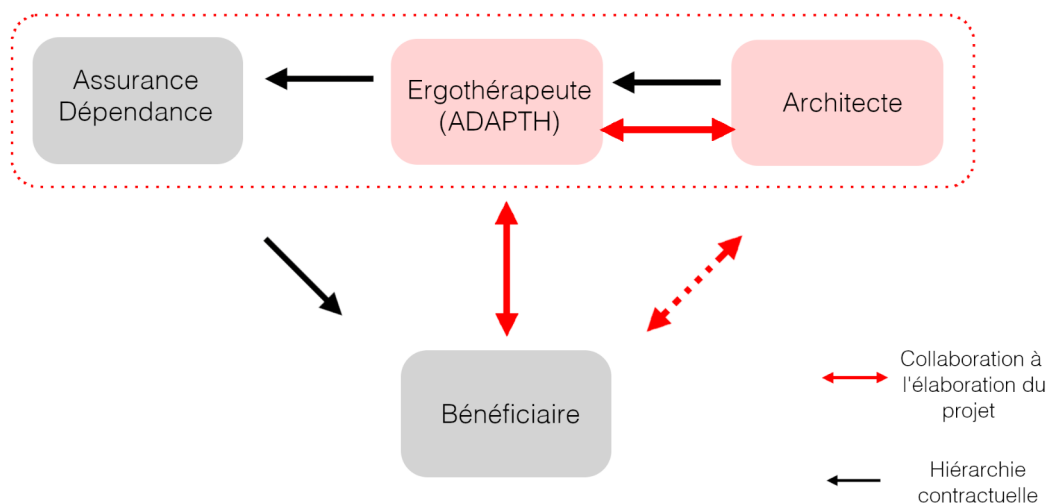 Assurance
Dépendance
Ergothérapeute
(ADAPTH)
Architecte
Bénéficiaire
Collaboration à
l'élaboration du
projet
Hiérarchie
contractuelle